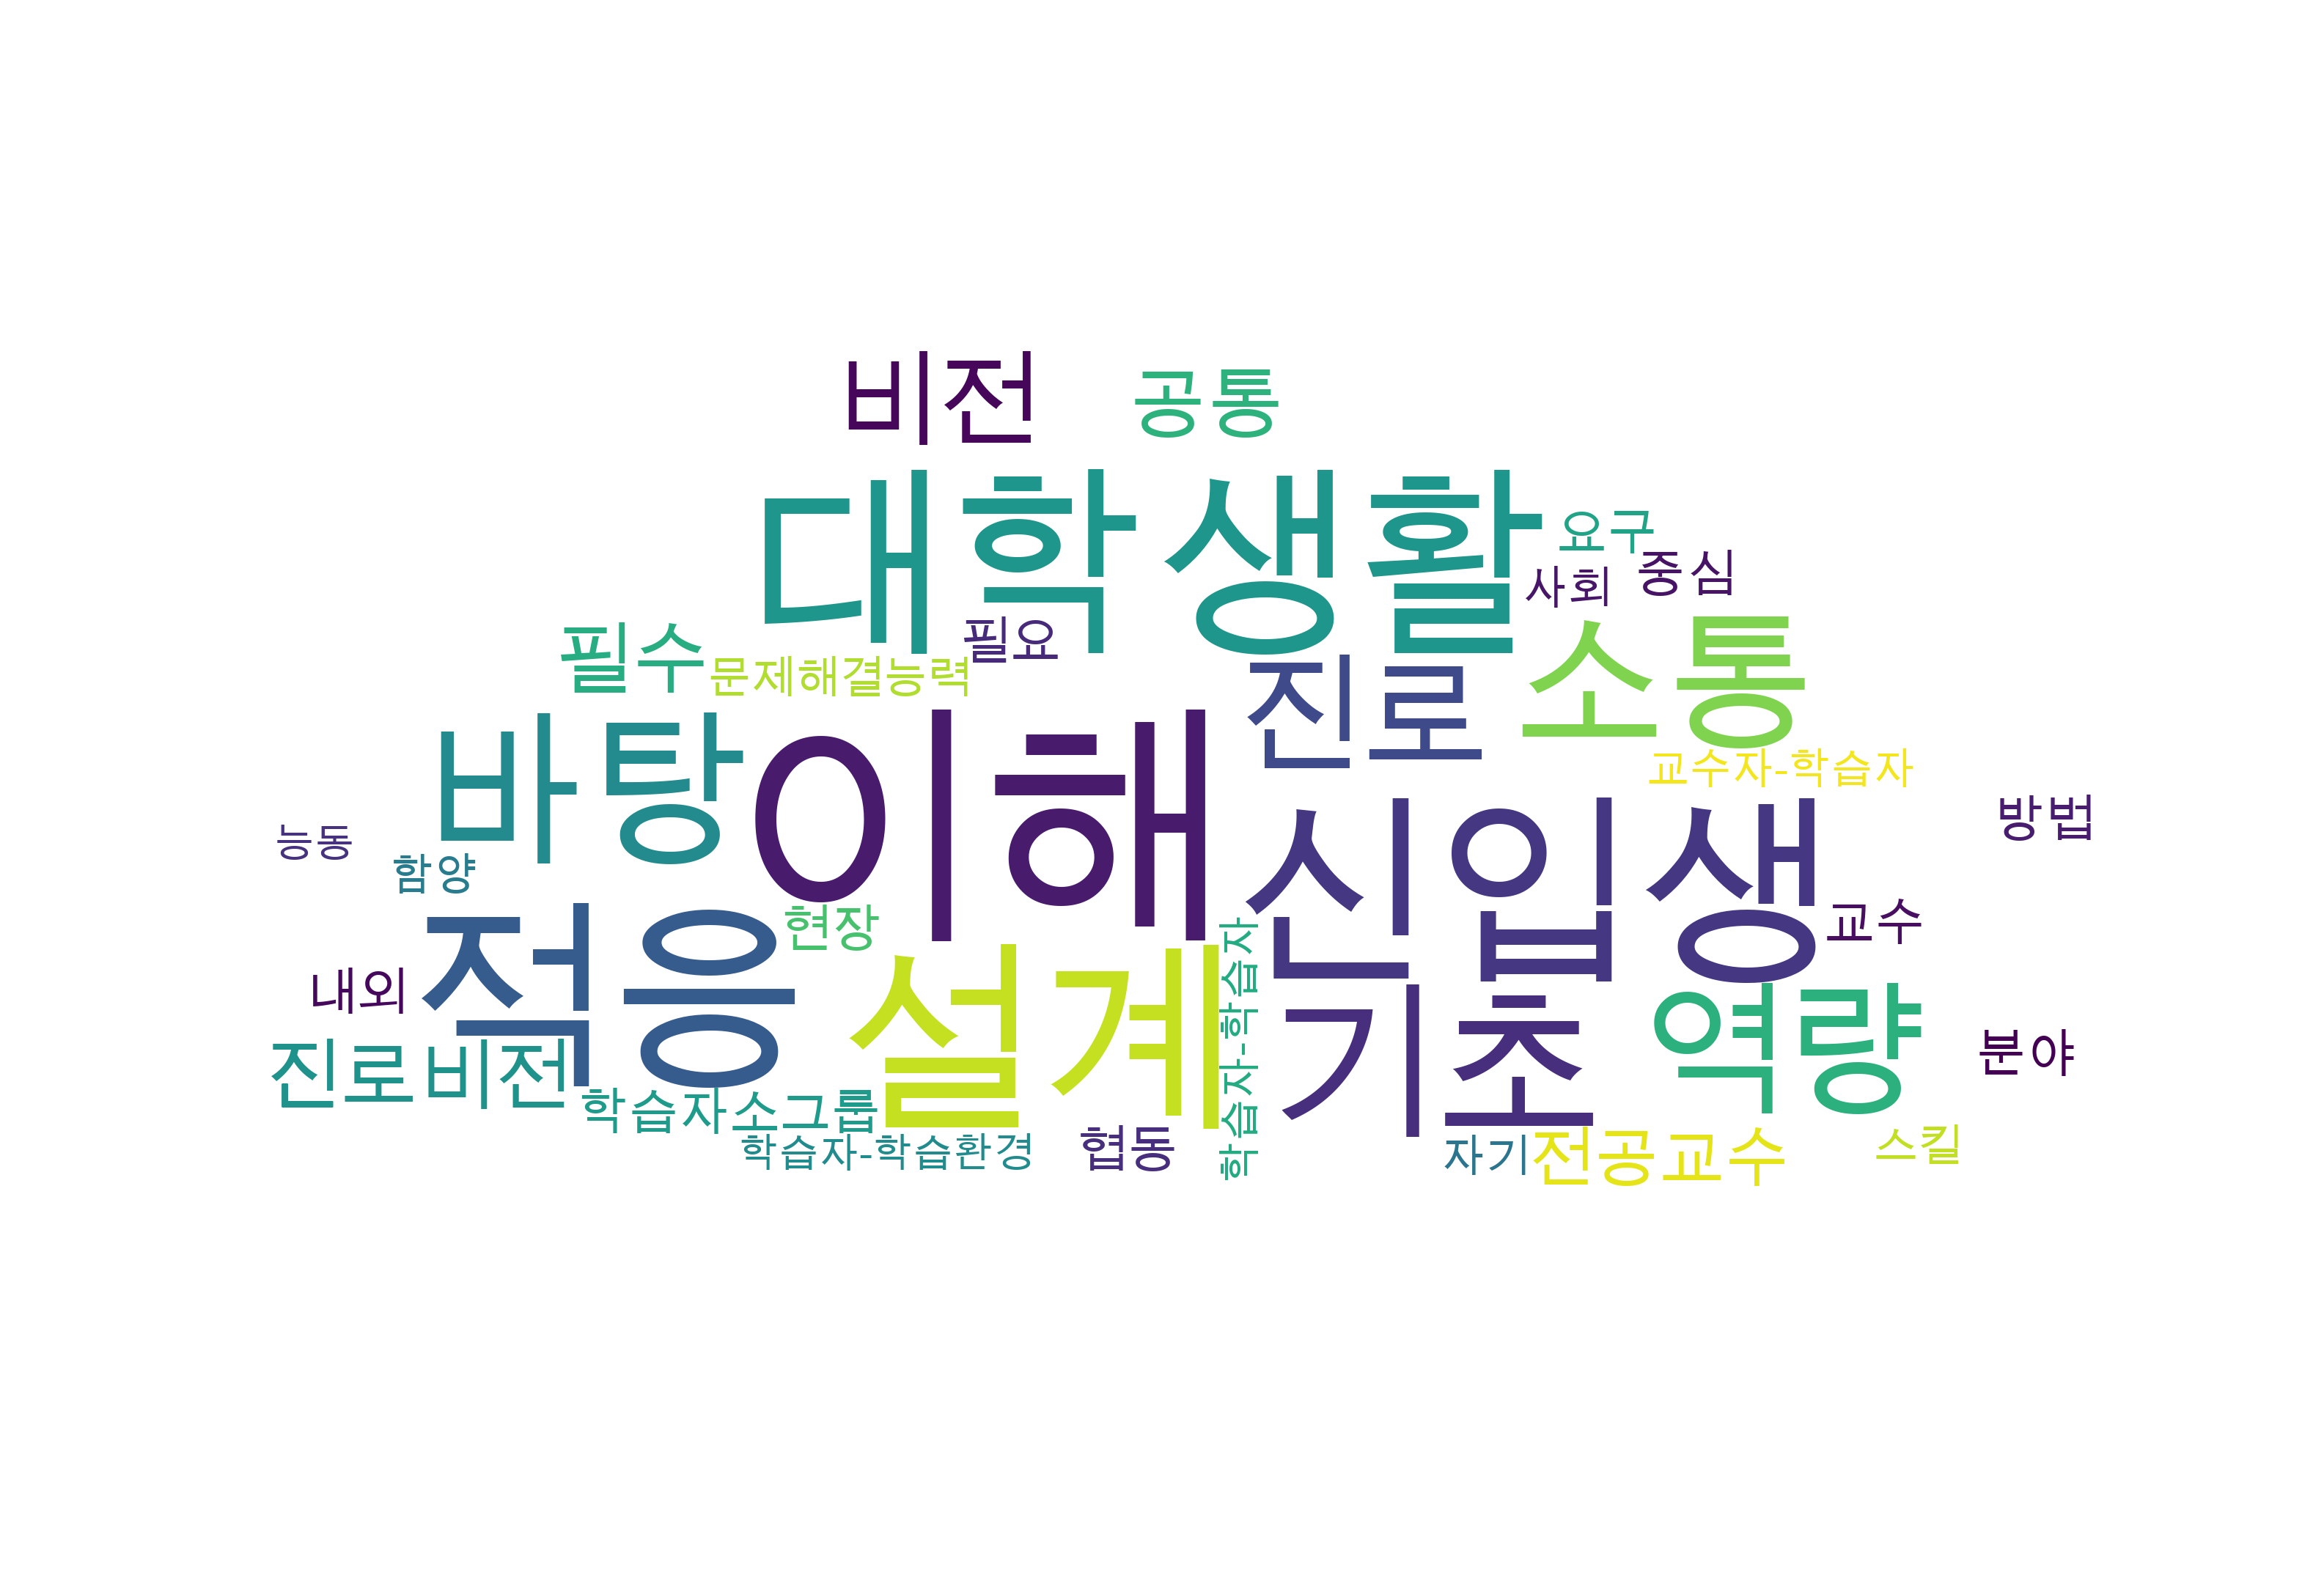 비전
공통
대학생활
요구
사회
중심
필수
문제해결능력
필요
진로
소통
바탕
이해
교수자-학습자
방법
능동
함양
신입생
교수
적응
현장
내외
설계
학습자-학습자
기초
역량
분야
진로비전
학습자소그룹
학습자-학습환경
협동
자기
전공교수
스킬